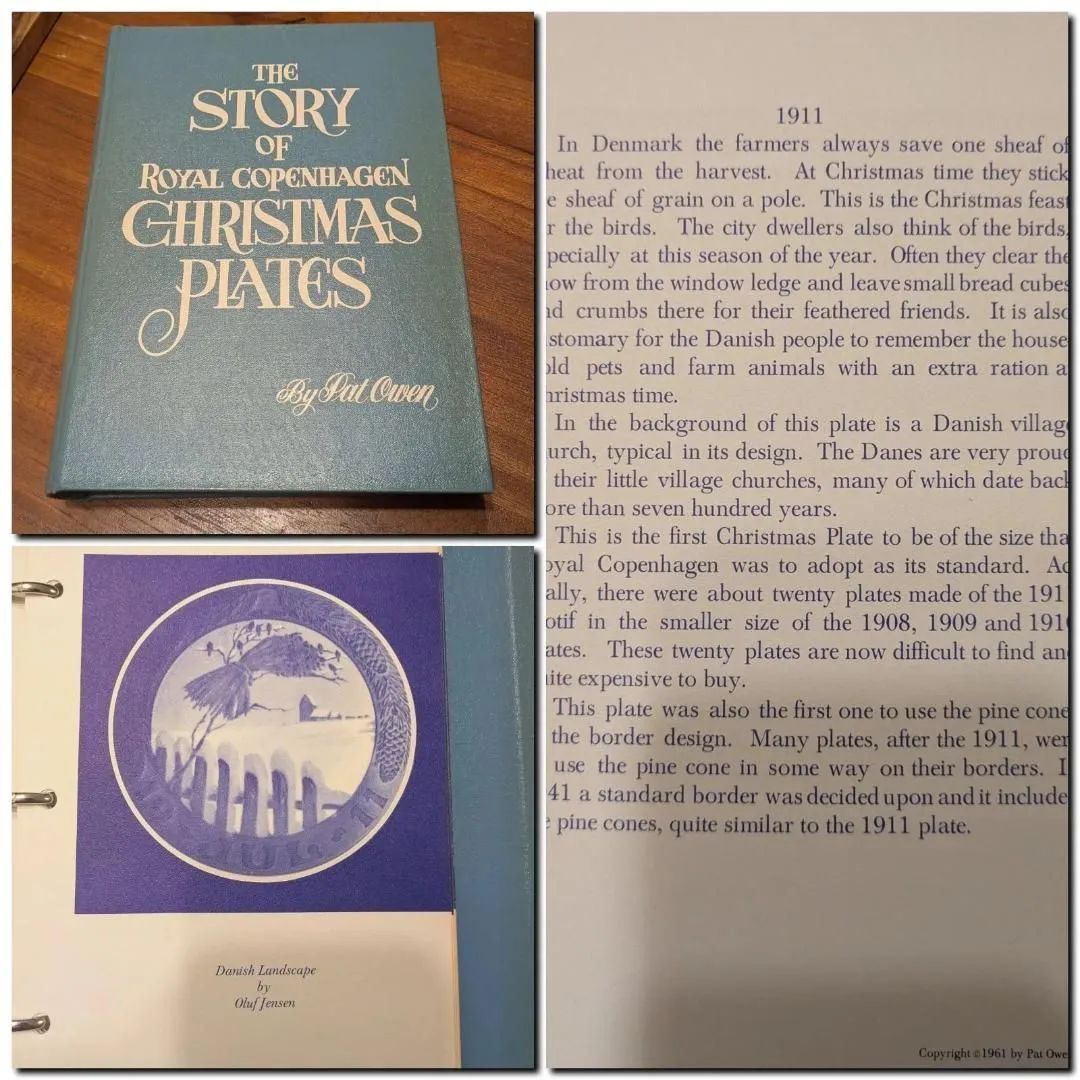 THE
STORY
OF
ROYAL COPENHAGEN
CHRISTMAS
PLATES
By Pat Owen
Danish Landscape
by
Oluf Jensen
1911
In Denmark the farmers always save one sheaf of
heat from the harvest. At Christmas time they stick
e sheaf of grain on a pole. This is the Christmas feast
r the birds. The city dwellers also think of the birds,
pecially at this season of the year. Often they clear the
ow from the window ledge and leave small bread cubes
nd crumbs there for their feathered friends. It is also
stomary for the Danish people to remember the house
old pets and farm animals with an extra ration a
hristmas time.
In the background of this plate is a Danish villag
urch, typical in its design. The Danes are very proud
their little village churches, many of which date back
ore than seven hundred years.
This is the first Christmas Plate to be of the size tha
oyal Copenhagen was to adopt as its standard. Ac
ally, there were about twenty plates made of the 191
otif in the smaller size of the 1908, 1909 and 1910
ates. These twenty plates are now difficult to find an
uite expensive to buy.
This plate was also the first one to use the pine cone
the border design. Many plates, after the 1911, wer
use the pine cone in some way on their borders. I
41 a standard border was decided upon and it include
e pine cones, quite similar to the 1911 plate.
Copyright ©1961 by Pat Owe